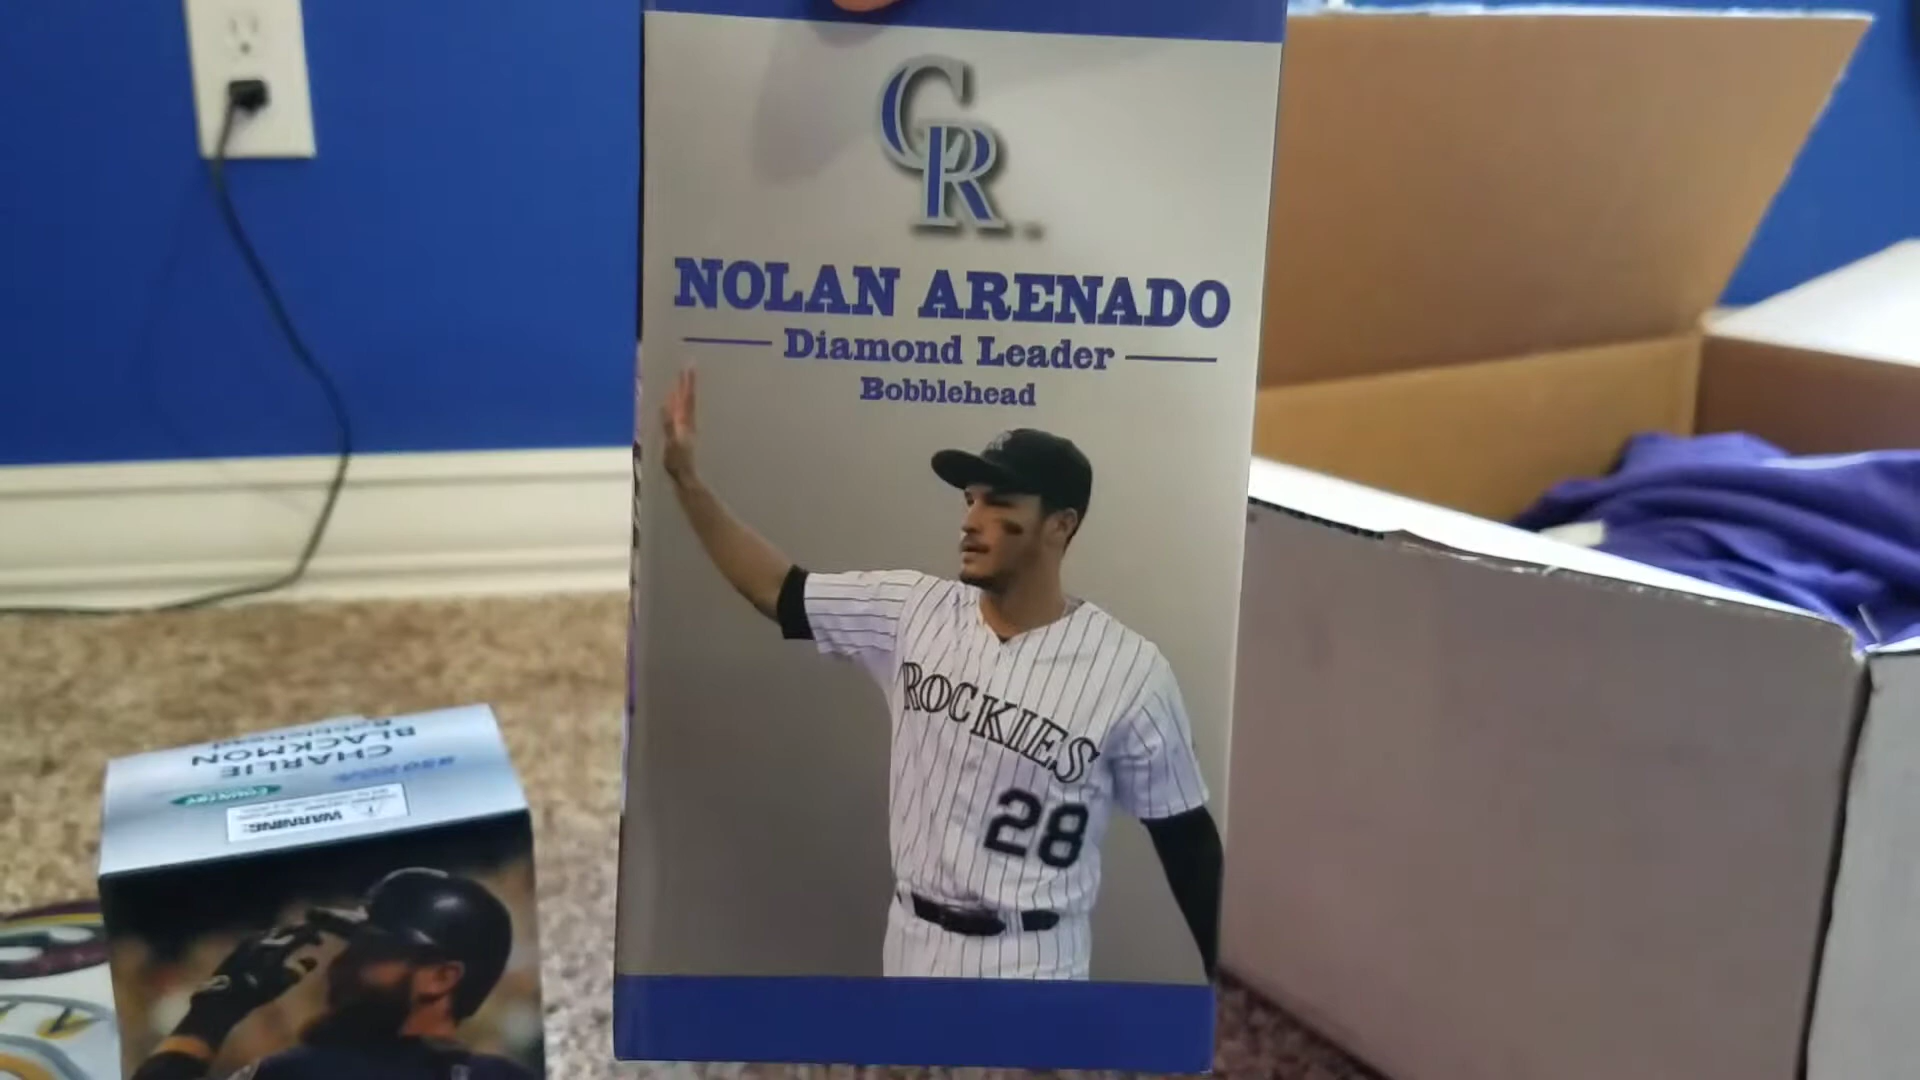 CR
NOLAN ARENADO
Diamond Leader
Bobblehead
ROCKIES
28
CHARLIE
BLACKMON
WARNING: